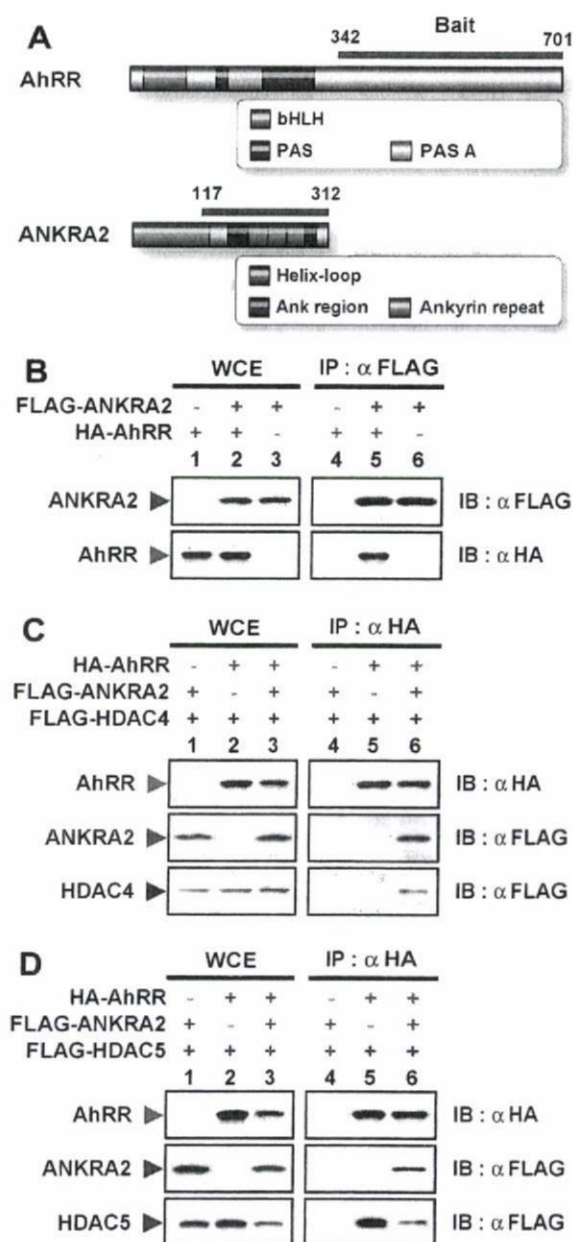 A
Bait
342 701
AhRR
bHLH
PAS PAS A
117 312
ANKRA2
Helix-loop
Ank region Ankyrin repeat
B
WCE IP : α FLAG
FLAG-ANKRA2 - + + - + +
HA-AhRR + + - + + -
1 2 3 4 5 6
ANKRA2 IB : α FLAG
AhRR IB : α HA
C
WCE IP : α HA
HA-AhRR - + + - + +
FLAG-ANKRA2 + - + + - +
FLAG-HDAC4 + + + + + +
1 2 3 4 5 6
AhRR IB : α HA
ANKRA2 IB : α FLAG
HDAC4 IB : α FLAG
D
WCE IP : α HA
HA-AhRR - + + - + +
FLAG-ANKRA2 + - + + - +
FLAG-HDAC5 + + + + + +
1 2 3 4 5 6
AhRR IB : α HA
ANKRA2 IB : α FLAG
HDAC5 IB : α FLAG